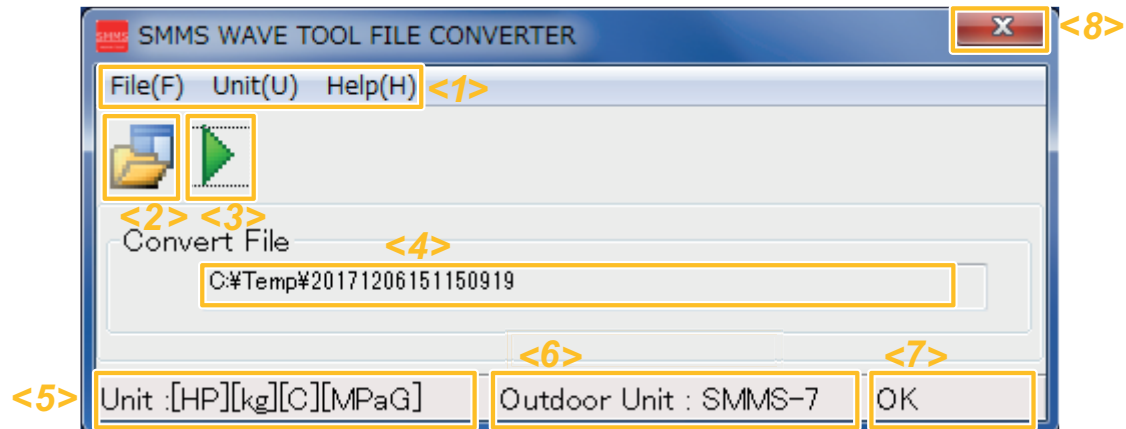 SMMS SMMS WAVE TOOL FILE CONVERTER x <8>
File(F) Unit(U) Help(H) <1>
<2> <3>
Convert File <4>
C:¥Temp¥20171206151150919
<6> <7>
<5> Unit :[HP][kg][C][MPaG] Outdoor Unit : SMMS-7 OK